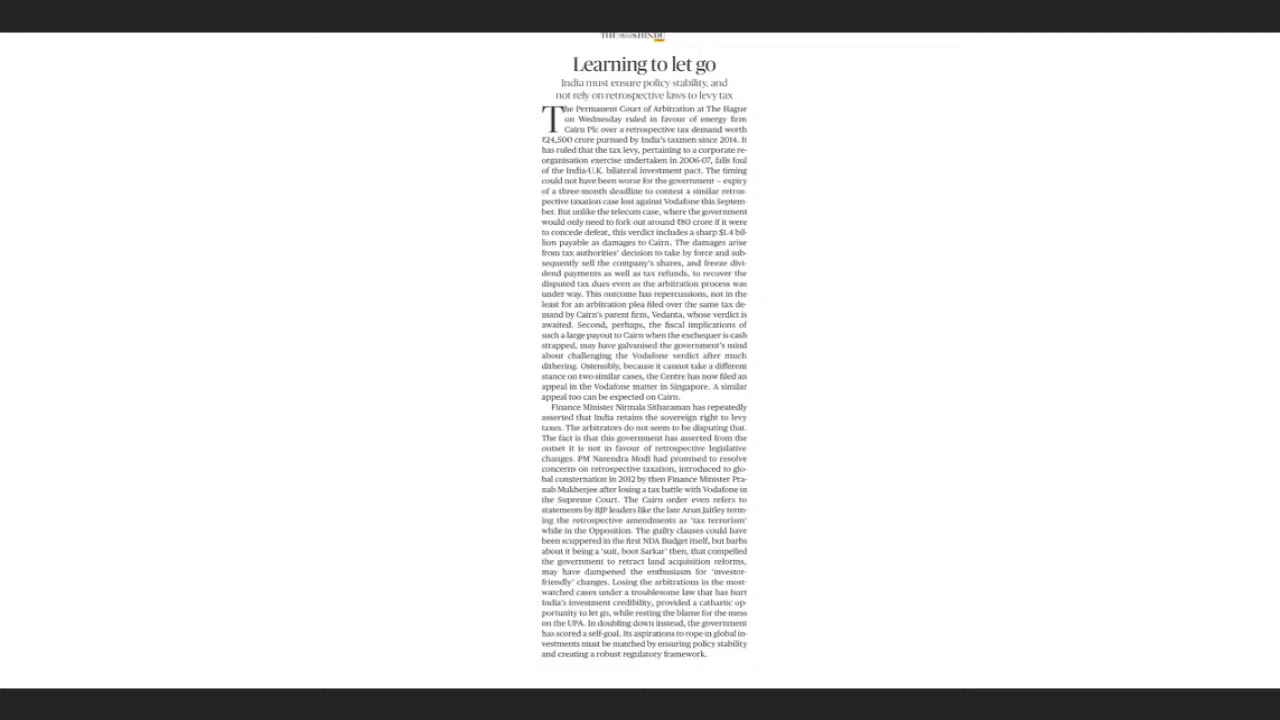 THE HINDU
Learning to let go
India must ensure policy stability, and
not rely on retrospective laws to levy tax
The Permanent Court of Arbitration at The Hague
on Wednesday ruled in favour of energy firm
Cairn Plc over a retrospective tax demand worth
₹24,500 crore pursued by India's taxmen since 2014. It
has ruled that the tax levy, pertaining to a corporate re-
organisation exercise undertaken in 2006-07, falls foul
of the India-U.K. bilateral investment pact. The timing
could not have been worse for the government – expiry
of a three-month deadline to contest a similar retros-
pective taxation case lost against Vodafone this Septem-
ber. But unlike the telecom case, where the government
would only need to fork out around ₹80 crore if it were
to concede defeat, this verdict includes a sharp $1.4 bil-
lion payable as damages to Cairn. The damages arise
from tax authorities' decision to take by force and sub-
sequently sell the company's shares, and freeze divi-
dend payments as well as tax refunds, to recover the
disputed tax dues even as the arbitration process was
under way. This outcome has repercussions, not in the
least for an arbitration plea filed over the same tax de-
mand by Cairn's parent firm, Vedanta, whose verdict is
awaited. Second, perhaps, the fiscal implications of
such a large payout to Cairn when the exchequer is cash
strapped, may have galvanised the government's mind
about challenging the Vodafone verdict after much
dithering. Ostensibly, because it cannot take a different
stance on two similar cases, the Centre has now filed an
appeal in the Vodafone matter in Singapore. A similar
appeal too can be expected on Cairn.
Finance Minister Nirmala Sitharaman has repeatedly
asserted that India retains the sovereign right to levy
taxes. The arbitrators do not seem to be disputing that.
The fact is that this government has asserted from the
outset it is not in favour of retrospective legislative
changes. PM Narendra Modi had promised to resolve
concerns on retrospective taxation, introduced to glo-
bal consternation in 2012 by then Finance Minister Pra-
nab Mukherjee after losing a tax battle with Vodafone in
the Supreme Court. The Cairn order even refers to
statements by BJP leaders like the late Arun Jaitley term-
ing the retrospective amendments as 'tax terrorism'
while in the Opposition. The guilty clauses could have
been scuppered in the first NDA Budget itself, but barbs
about it being a 'suit, boot Sarkar' then, that compelled
the government to retract land acquisition reforms,
may have dampened the enthusiasm for 'investor-
friendly' changes. Losing the arbitrations in the most-
watched cases under a troublesome law that has hurt
India's investment credibility, provided a cathartic op-
portunity to let go, while resting the blame for the mess
on the UPA. In doubling down instead, the government
has scored a self-goal. Its aspirations to rope in global in-
vestments must be matched by ensuring policy stability
and creating a robust regulatory framework.